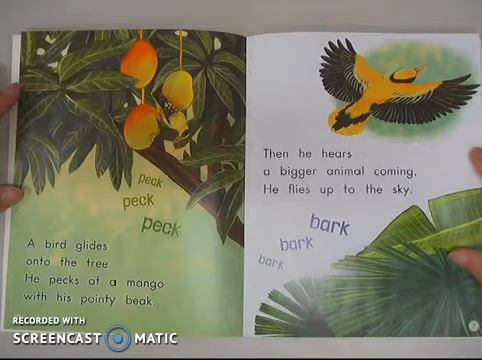 peck
peck
peck
A bird glides
onto the tree.
He pecks at a mango
with his pointy beak.
Then he hears
a bigger animal coming.
He flies up to the sky.
bark
bark
bark
RECORDED WITH
SCREENCAST MATIC